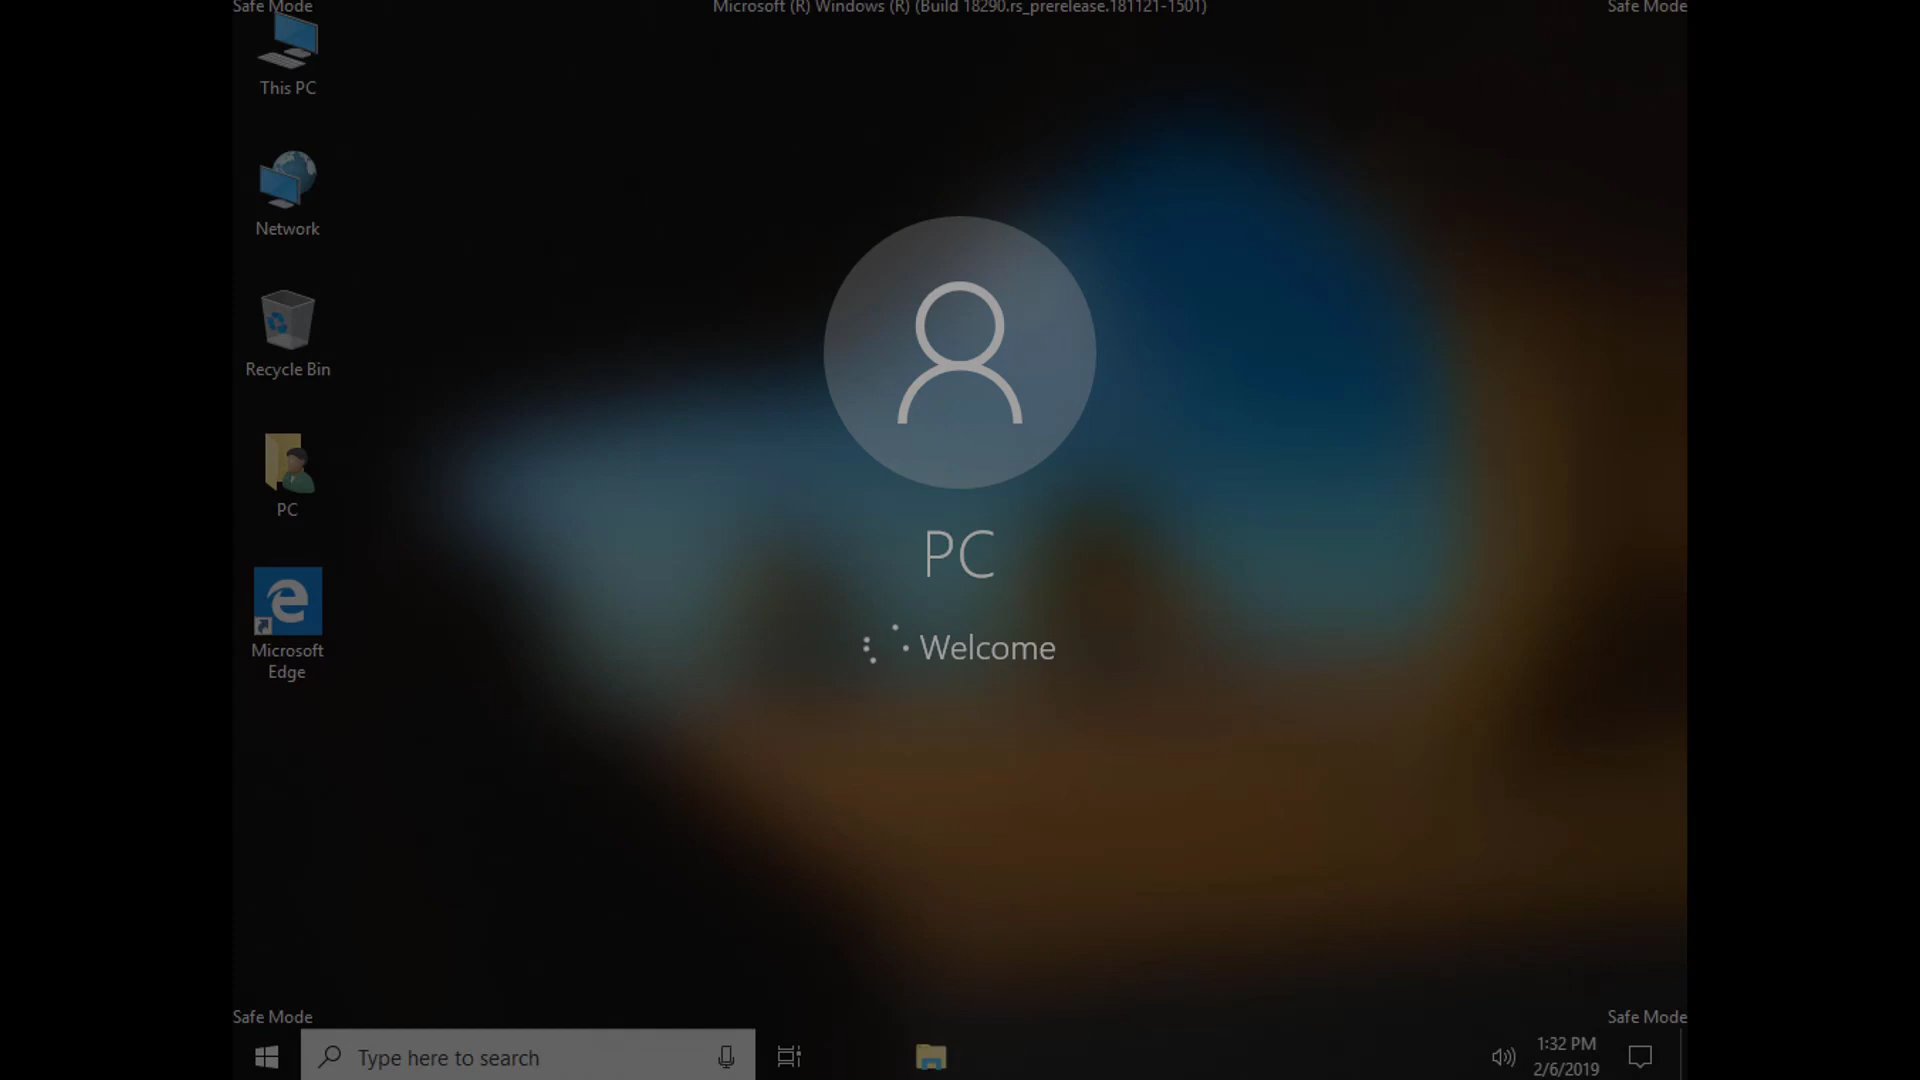 Safe Mode
Microsoft (R) Windows (R) (Build 18290.rs_prerelease.181121-1501)
Safe Mode
This PC
Network
Recycle Bin
PC
Microsoft
Edge
PC
Welcome
Safe Mode
Safe Mode
Type here to search
1:32 PM
2/6/2019